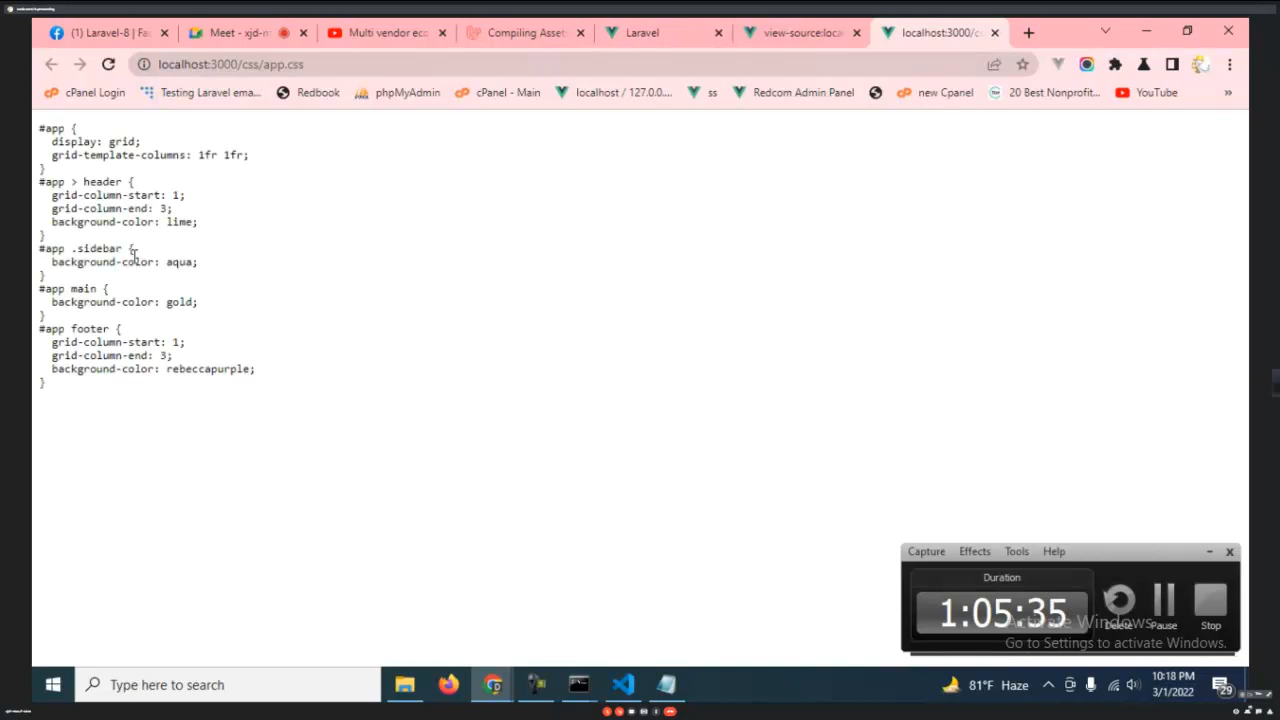 (1) Laravel-8 | Fa
Meet - xjd-m
Multi vendor eco
Compiling Asset
Laravel
view-source:loca
localhost:3000/c
localhost:3000/css/app.css
cPanel Login
Testing Laravel ema...
Redbook
phpMyAdmin
cPanel - Main
localhost / 127.0.0....
ss
Redcom Admin Panel
new Cpanel
20 Best Nonprofit...
YouTube
»
#app {
  display: grid;
  grid-template-columns: 1fr 1fr;
}
#app > header {
  grid-column-start: 1;
  grid-column-end: 3;
  background-color: lime;
}
#app .sidebar {
  background-color: aqua;
}
#app main {
  background-color: gold;
}
#app footer {
  grid-column-start: 1;
  grid-column-end: 3;
  background-color: rebeccapurple;
}
Capture Effects Tools Help
Duration
1:05:35
Delete Pause Stop
Activate Windows
Go to Settings to activate Windows.
Type here to search
81°F Haze
10:18 PM
3/1/2022
29